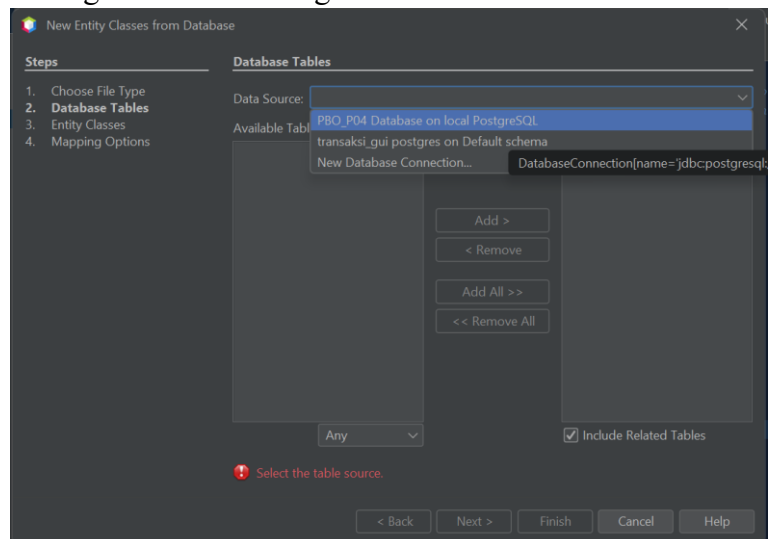 New Entity Classes from Database
Steps
1. Choose File Type
2. Database Tables
3. Entity Classes
4. Mapping Options
Database Tables
Data Source:
PBO_P04 Database on local PostgreSQL
transaksi_gui postgres on Default schema
New Database Connection...
DatabaseConnection[name='jdbc:postgresql:
Available Tabl
Add >
< Remove
Add All >>
<< Remove All
Any
Include Related Tables
Select the table source.
< Back
Next >
Finish
Cancel
Help